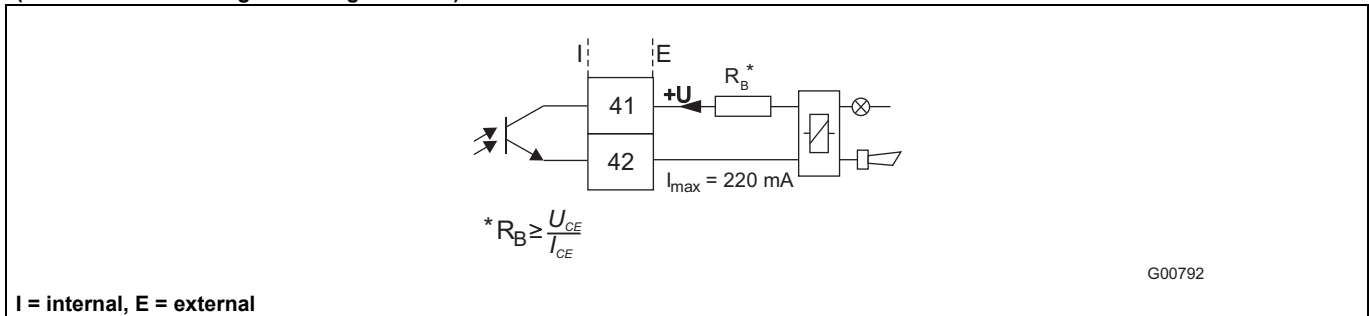 I E
41 +U R_B*
42
I_max = 220 mA
* R_B ≥ U_CE / I_CE
G00792
I = internal, E = external